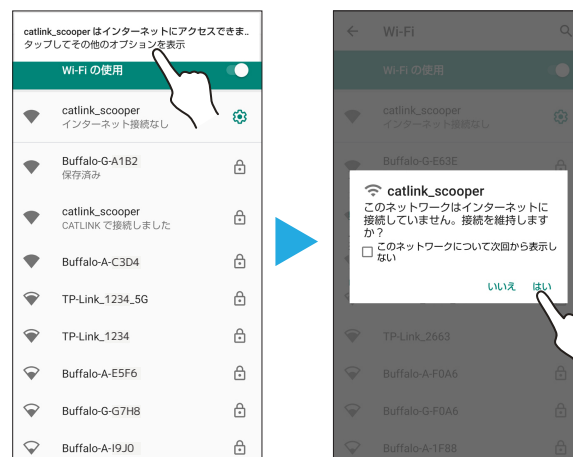 catlink_scooper はインターネットにアクセスできま..
タップしてその他のオプションを表示
Wi-Fi の使用
catlink_scooper
インターネット接続なし
Buffalo-G-A1B2
保存済み
catlink_scooper
CATLINK で接続しました
Buffalo-A-C3D4
TP-Link_1234_5G
TP-Link_1234
Buffalo-A-E5F6
Buffalo-G-G7H8
Buffalo-A-I9J0
Wi-Fi
Wi-Fi の使用
catlink_scooper
インターネット接続なし
Buffalo-G-E63E
catlink_scooper
このネットワークはインターネットに
接続していません。接続を維持します
か？
このネットワークについて次回から表示し
ない
いいえ はい
TP-Link_2663
Buffalo-A-F0A6
Buffalo-G-F0A6
Buffalo-A-1FB8